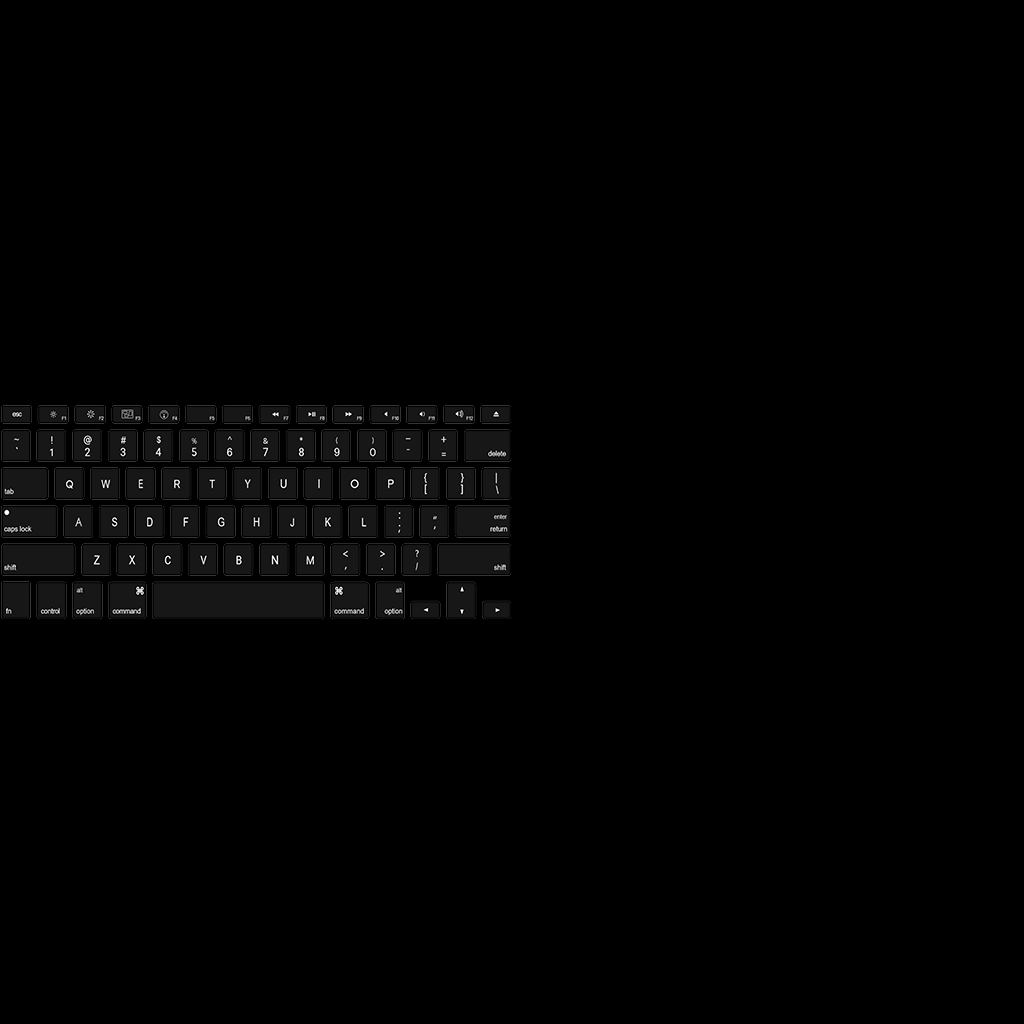 esc F1 F2 F3 F4 F5 F6 F7 F8 F9 F10 F11 F12
~ ! @ # $ % ^ & * ( ) – +
` 1 2 3 4 5 6 7 8 9 0 - = delete
tab Q W E R T Y U I O P { [ } ] | \
caps lock A S D F G H J K L : ; " ' enter return
shift Z X C V B N M < , > . ? / shift
fn control alt option ⌘ command ⌘ command alt option